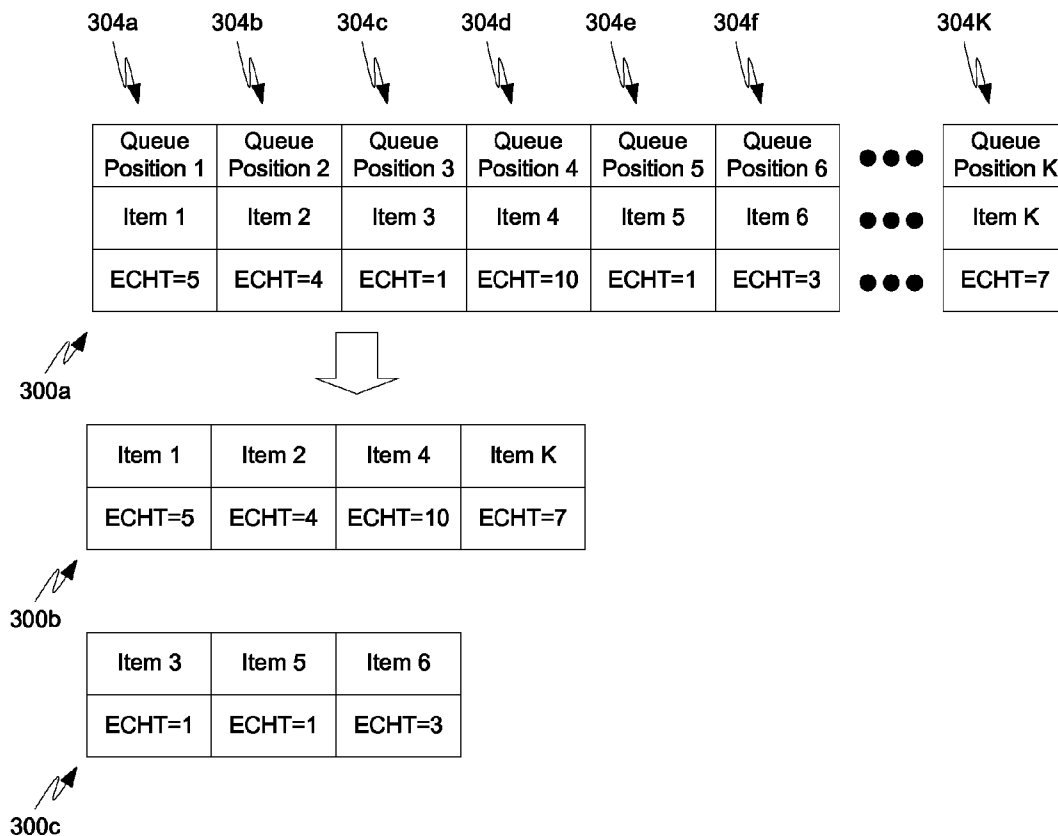 304a 304b 304c 304d 304e 304f 304K
Queue Position 1 Queue Position 2 Queue Position 3 Queue Position 4 Queue Position 5 Queue Position 6 Queue Position K
Item 1 Item 2 Item 3 Item 4 Item 5 Item 6 Item K
ECHT=5 ECHT=4 ECHT=1 ECHT=10 ECHT=1 ECHT=3 ECHT=7
300a
Item 1 Item 2 Item 4 Item K
ECHT=5 ECHT=4 ECHT=10 ECHT=7
300b
Item 3 Item 5 Item 6
ECHT=1 ECHT=1 ECHT=3
300c